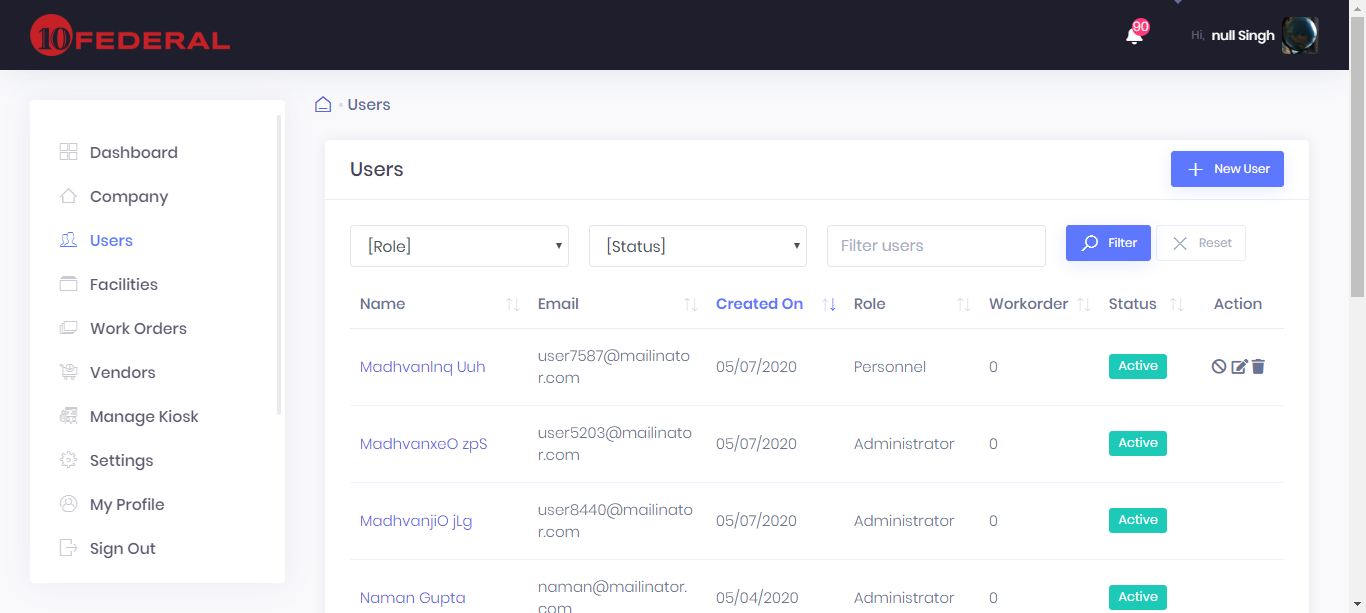 10 FEDERAL
90
Hi, null Singh
Users
Dashboard
Company
Users
Facilities
Work Orders
Vendors
Manage Kiosk
Settings
My Profile
Sign Out
Users
New User
[Role]
[Status]
Filter users
Filter
Reset
Name Email Created On Role Workorder Status Action
MadhvanInq Uuh user7587@mailinato
r.com 05/07/2020 Personnel 0 Active
MadhvanxeO zpS user5203@mailinato
r.com 05/07/2020 Administrator 0 Active
MadhvanjiO jLg user8440@mailinato
r.com 05/07/2020 Administrator 0 Active
Naman Gupta naman@mailinator.
com 05/04/2020 Administrator 0 Active